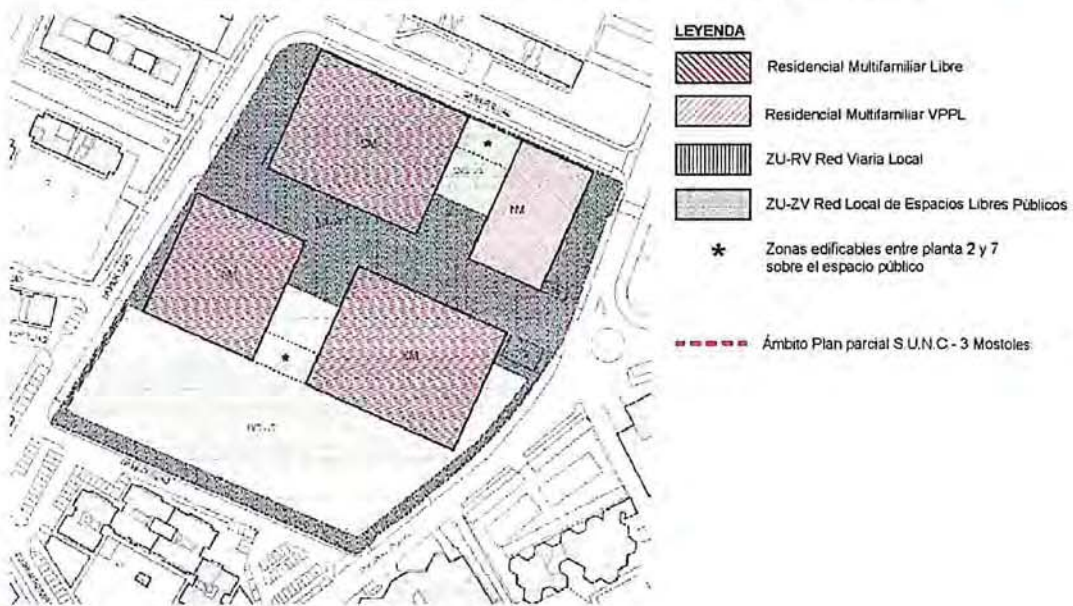 LEYENDA
Residencial Multifamiliar Libre
Residencial Multifamiliar VPPL
ZU-RV Red Viaria Local
ZU-ZV Red Local de Espacios Libres Públicos
* Zonas edificables entre planta 2 y 7
sobre el espacio público
Ámbito Plan parcial S.U.N.C - 3 Mostoles
*
*